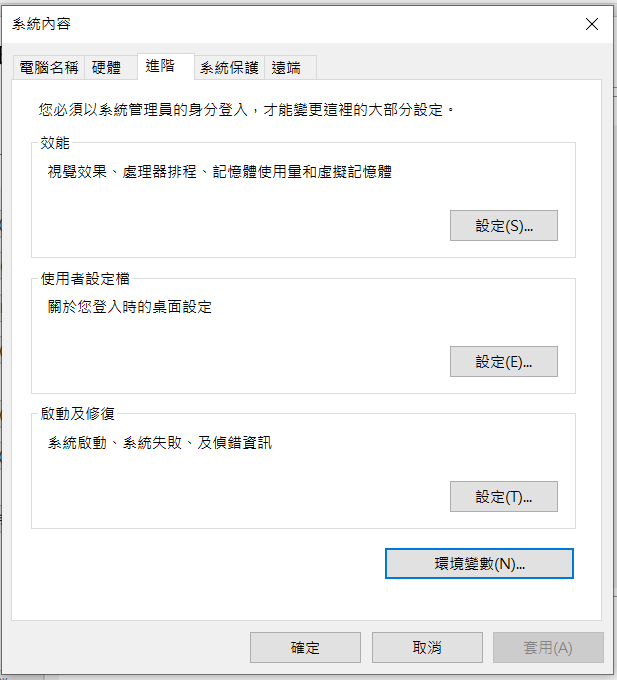 系統內容
電腦名稱 硬體 進階 系統保護 遠端
您必須以系統管理員的身分登入，才能變更這裡的大部分設定。
效能
視覺效果、處理器排程、記憶體使用量和虛擬記憶體
設定(S)...
使用者設定檔
關於您登入時的桌面設定
設定(E)...
啟動及修復
系統啟動、系統失敗、及偵錯資訊
設定(T)...
環境變數(N)...
確定 取消 套用(A)